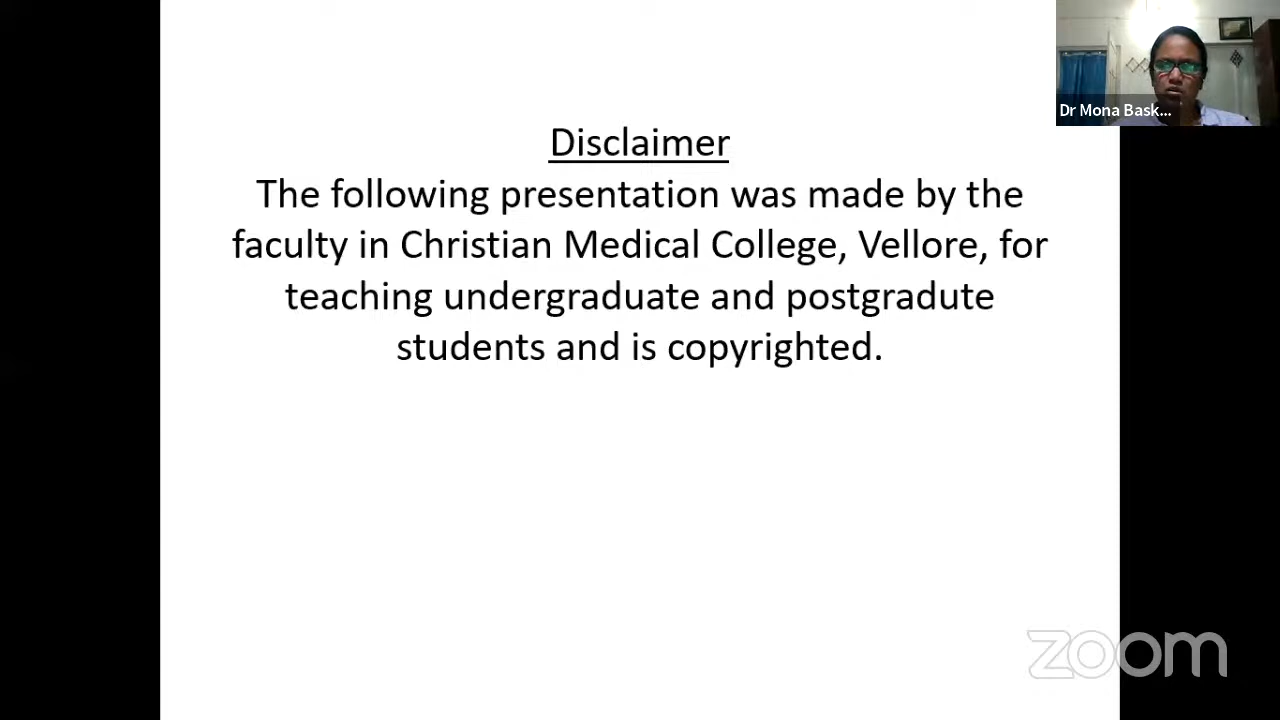 Dr Mona Bask...
Disclaimer
The following presentation was made by the
faculty in Christian Medical College, Vellore, for
teaching undergraduate and postgradute
students and is copyrighted.
zoom